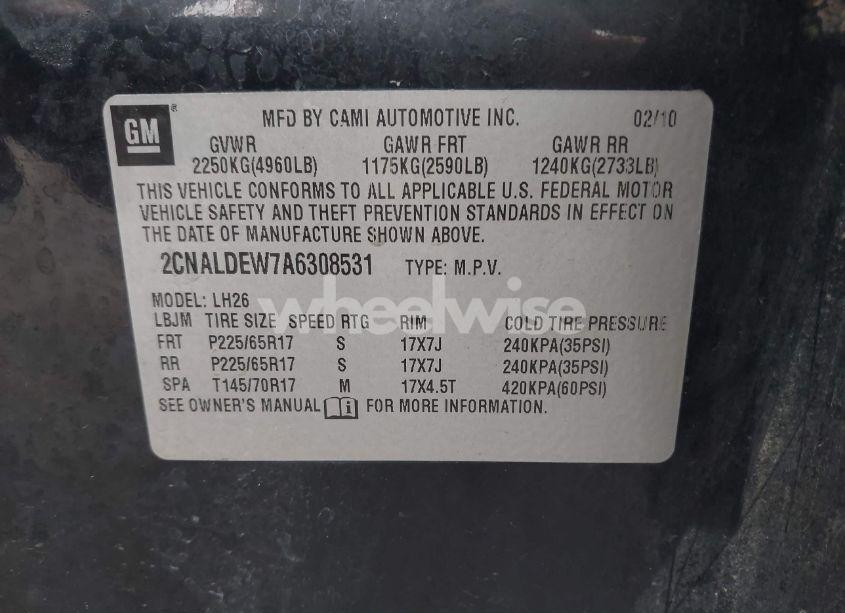 GM ® MFD BY CAMI AUTOMOTIVE INC. 02/10
GVWR GAWR FRT GAWR RR
2250KG(4960LB) 1175KG(2590LB) 1240KG(2733LB)
THIS VEHICLE CONFORMS TO ALL APPLICABLE U.S. FEDERAL MOTOR
VEHICLE SAFETY AND THEFT PREVENTION STANDARDS IN EFFECT ON
THE DATE OF MANUFACTURE SHOWN ABOVE.
2CNALDEW7A6308531 TYPE: M.P.V.
MODEL: LH26
wheelwise
LBJM TIRE SIZE SPEED RTG RIM COLD TIRE PRESSURE
FRT P225/65R17 S 17X7J 240KPA(35PSI)
RR P225/65R17 S 17X7J 240KPA(35PSI)
SPA T145/70R17 M 17X4.5T 420KPA(60PSI)
SEE OWNER'S MANUAL i FOR MORE INFORMATION.